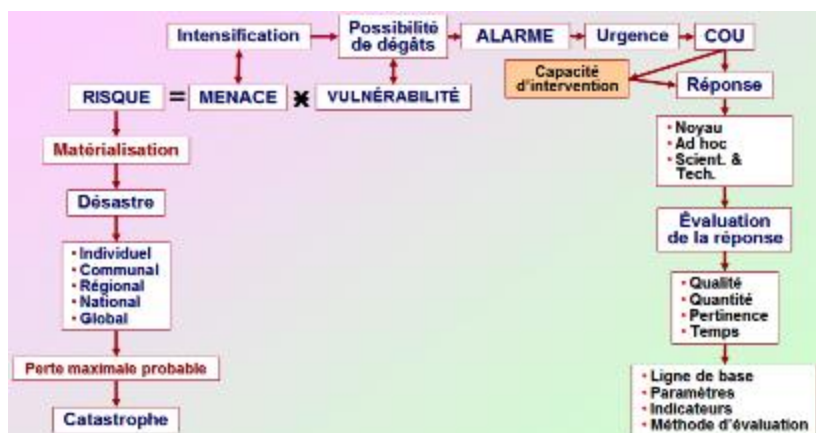 Intensification
Possibilité
de dégâts
ALARME
Urgence
COU
Capacité
d'intervention
Réponse
RISQUE = MENACE * VULNÉRABILITÉ
Matérialisation
Désastre
• Individuel
• Communal
• Régional
• National
• Global
Perte maximale probable
Catastrophe
• Noyau
• Ad hoc
• Scient. &
Tech.
Évaluation
de la réponse
• Qualité
• Quantité
• Pertinence
• Temps
• Ligne de base
• Paramètres
• Indicateurs
• Méthode d'évaluation